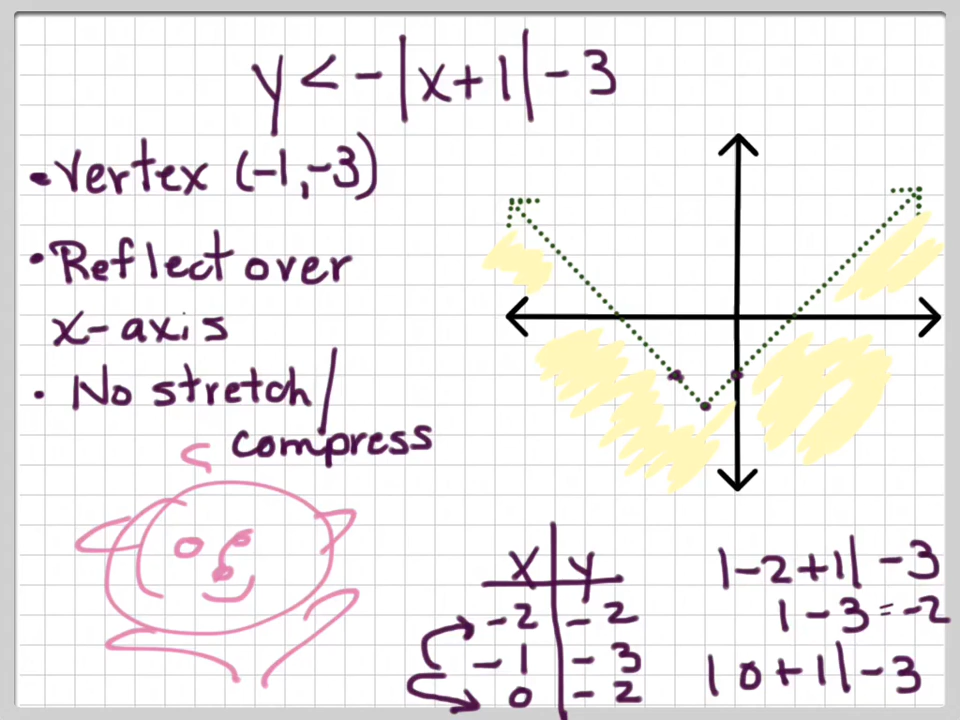 y < -|x+1| - 3
• Vertex (-1,-3)
• Reflect over
x-axis
• No stretch/
compress
x y
-2 -2
-1 -3
0 -2
|-2+1| -3
1 - 3 = -2
|0+1| -3